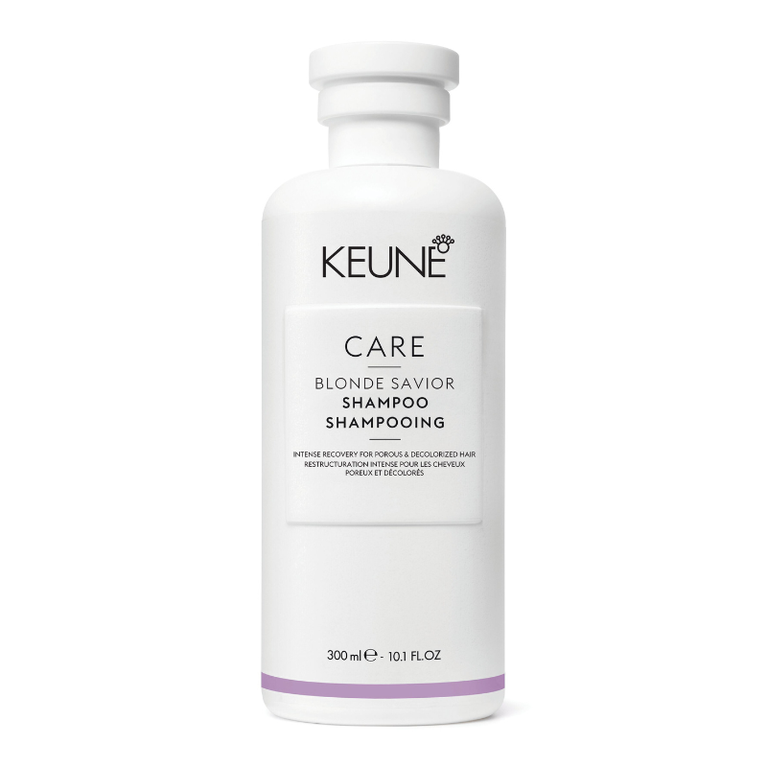 KEUNE
CARE
BLONDE SAVIOR
SHAMPOO
SHAMPOOING
INTENSE RECOVERY FOR POROUS & DECOLORIZED HAIR
RESTRUCTURATION INTENSE POUR LES CHEVEUX
POREUX ET DÉCOLORÉS
300 ml ℮ - 10.1 FL.OZ